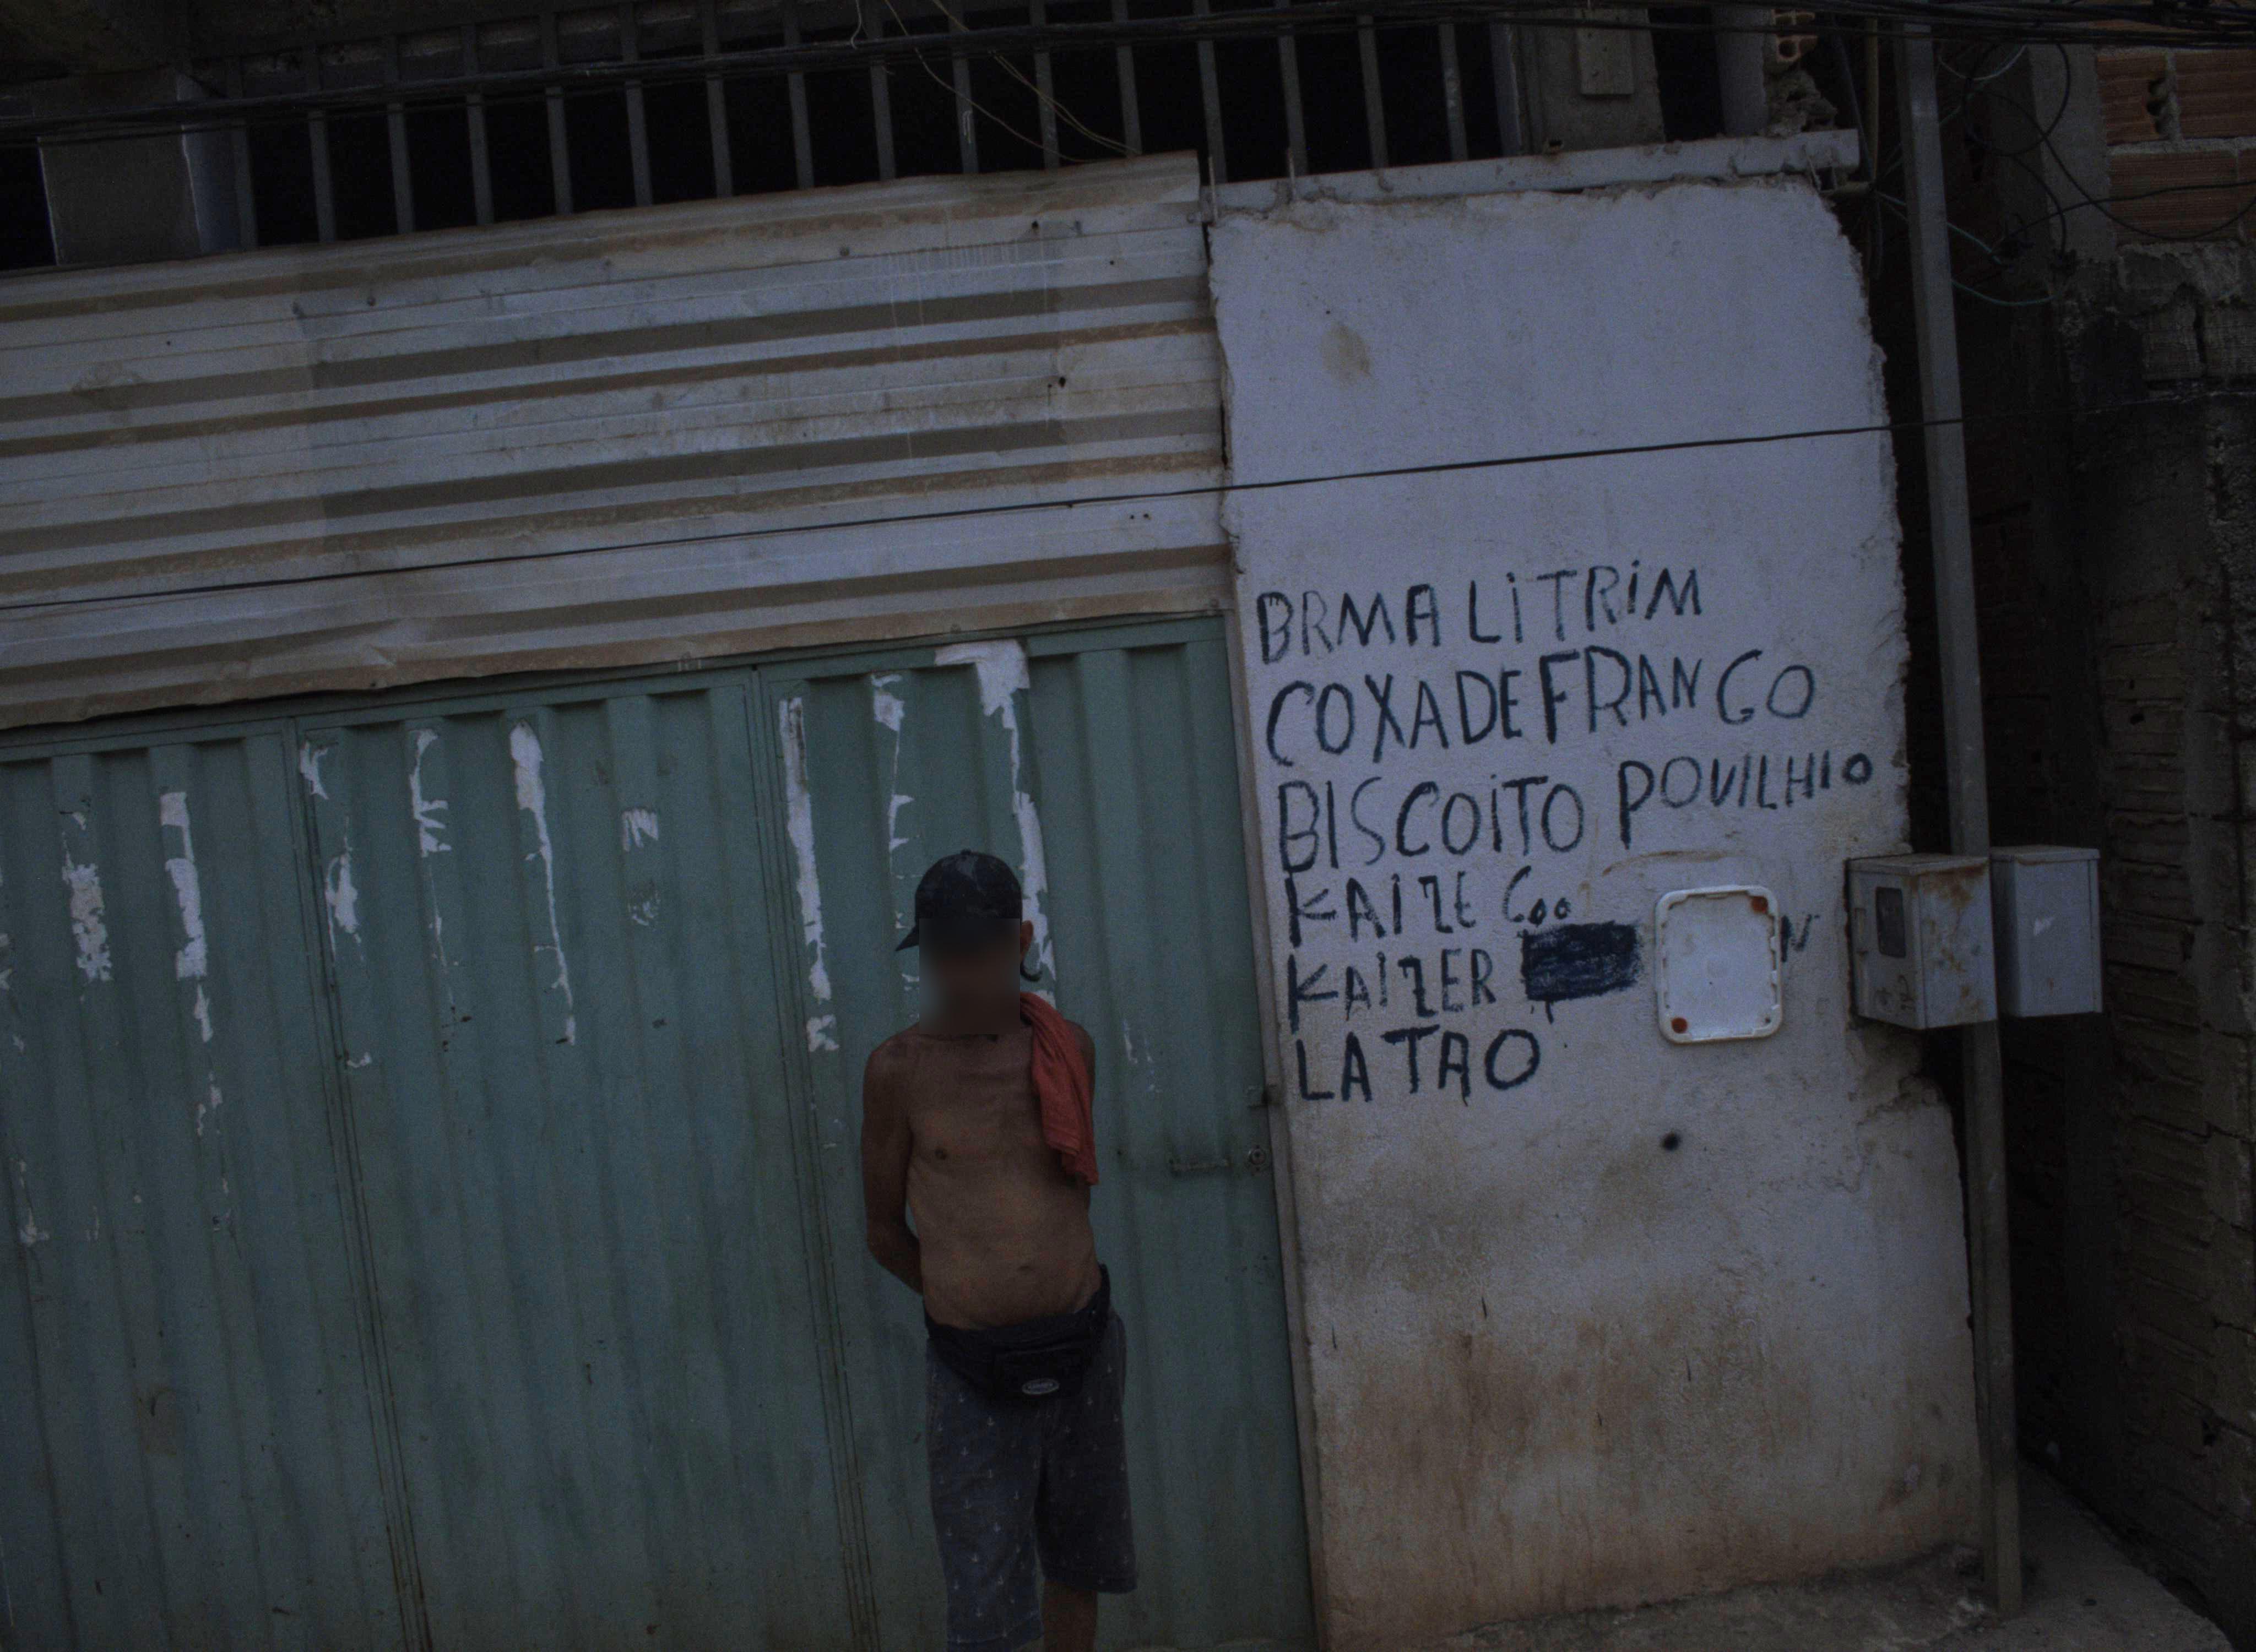 BRMA LiTRiM
COXADEFRANGO
BISCOiTO POVILHIO
KAIZE
KAIZER
LATAO